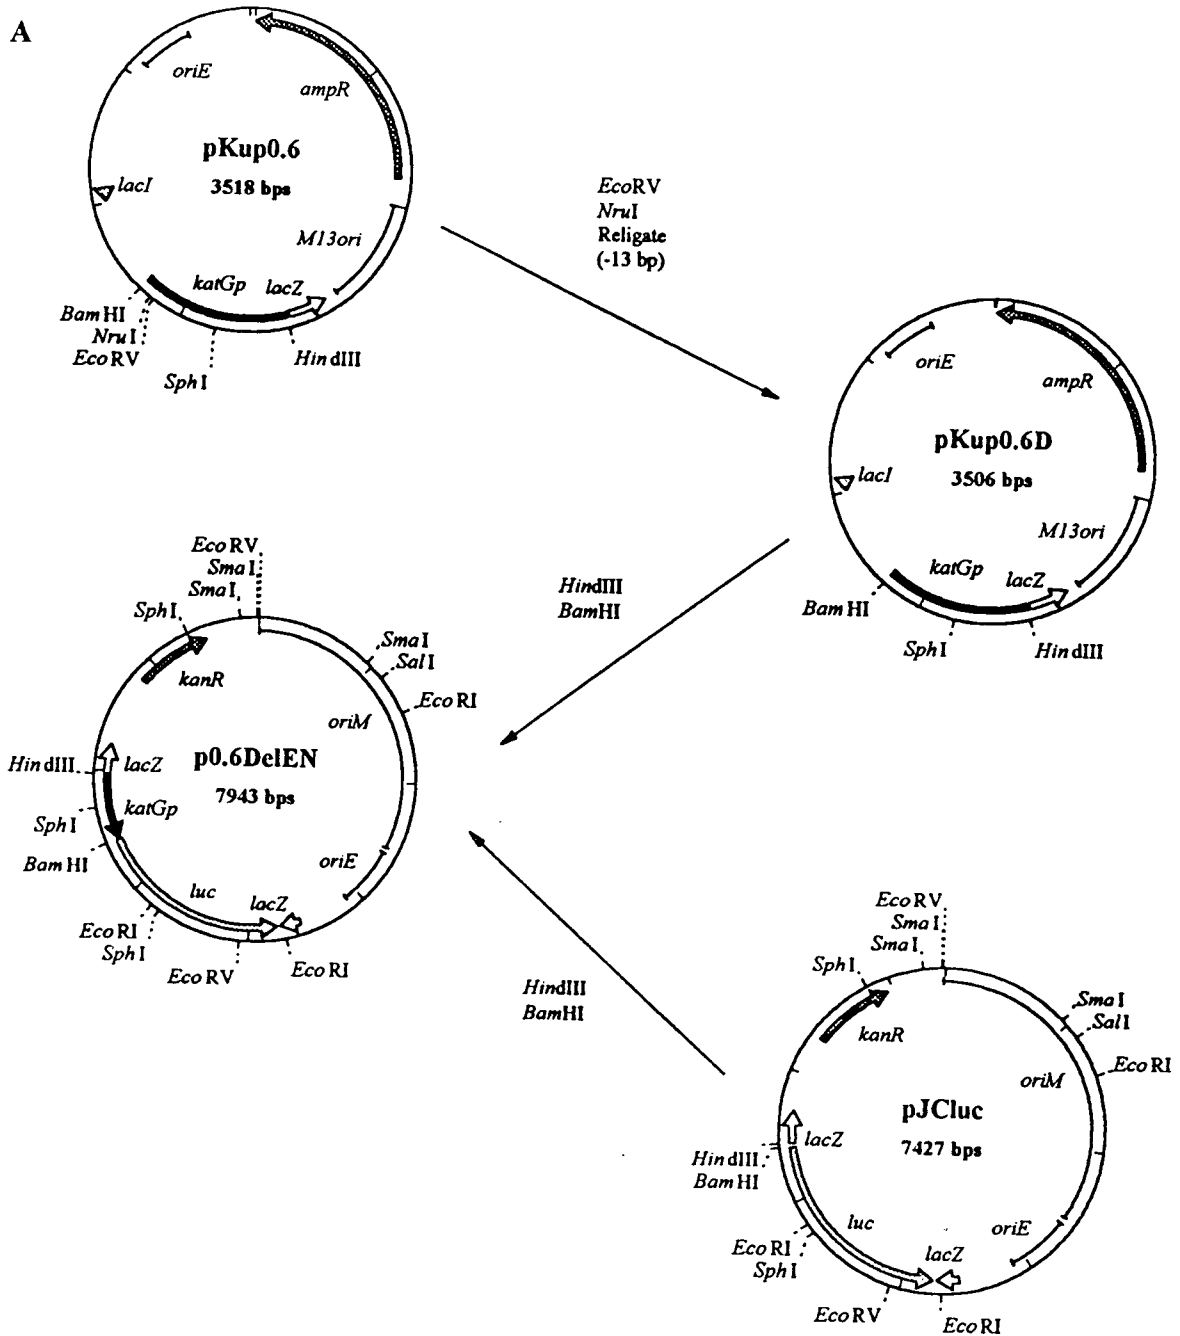 A
oriE
ampR
pKup0.6
3518 bps
lacI
M13ori
katGp
lacZ
BamHI
NruI
EcoRV
SphI
HindIII
EcoRV
NruI
Religate
(-13 bp)
oriE
ampR
pKup0.6D
3506 bps
lacI
M13ori
katGp
lacZ
BamHI
SphI
HindIII
HindIII
BamHI
EcoRV
SmaI
SmaI
SphI
SmaI
SalI
EcoRI
kanR
oriM
p0.6DelEN
7943 bps
HindIII
lacZ
katGp
SphI
BamHI
oriE
luc
lacZ
EcoRI
SphI
EcoRV
EcoRI
HindIII
BamHI
EcoRV
SmaI
SmaI
SphI
SmaI
SalI
EcoRI
kanR
oriM
pJCluc
7427 bps
lacZ
HindIII
BamHI
luc
oriE
lacZ
EcoRI
SphI
EcoRV
EcoRI